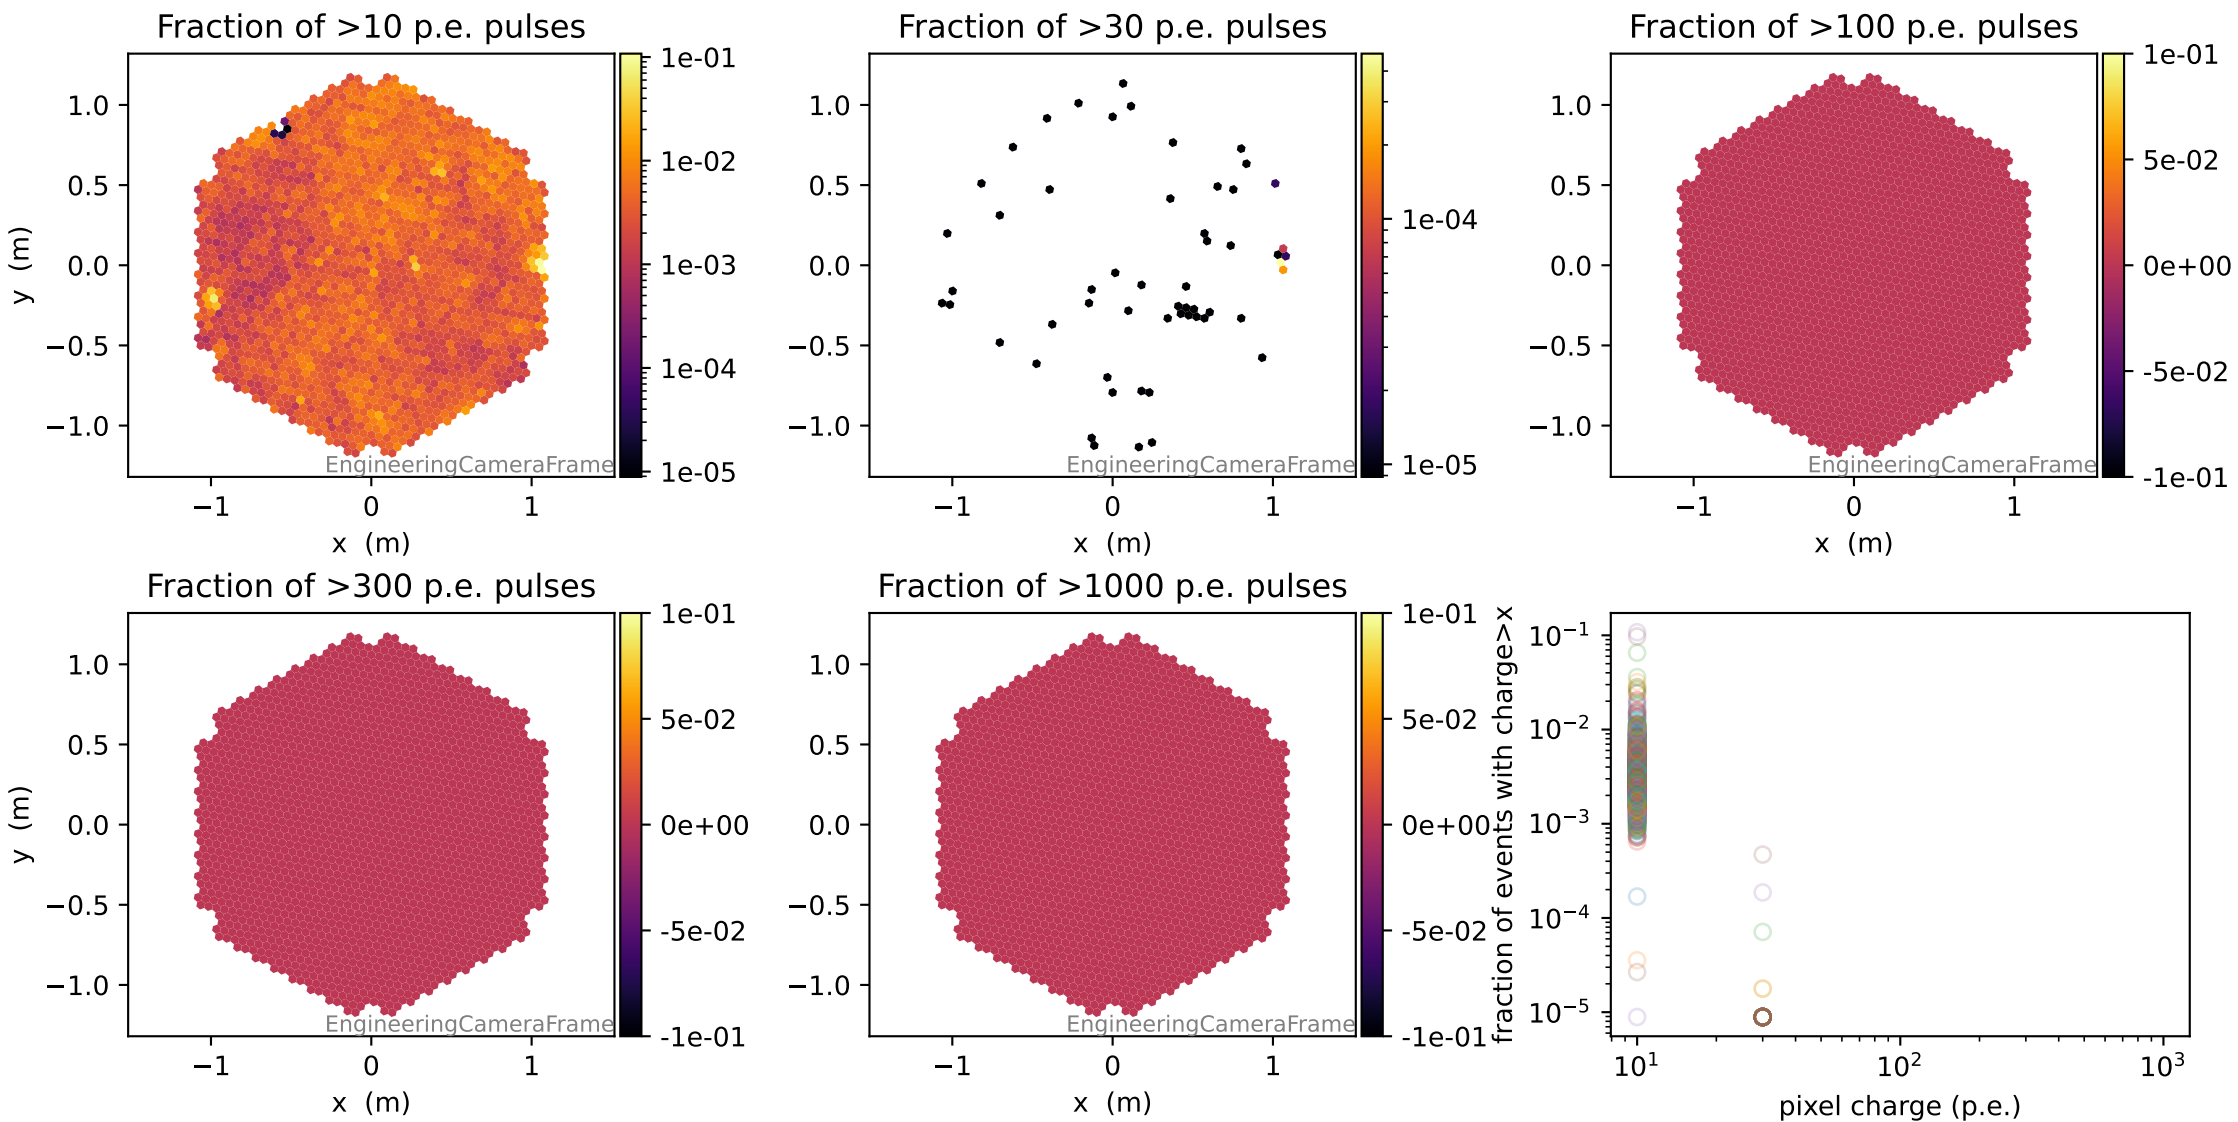 Fraction of >10 p.e. pulses
1.0
0.5
0.0
−0.5
−1.0
y (m)
−1
0
1
x (m)
EngineeringCameraFrame
1e-01
1e-02
1e-03
1e-04
1e-05
Fraction of >30 p.e. pulses
1.0
0.5
0.0
−0.5
−1.0
−1
0
1
x (m)
EngineeringCameraFrame
1e-04
1e-05
Fraction of >100 p.e. pulses
1.0
0.5
0.0
−0.5
−1.0
−1
0
1
x (m)
EngineeringCameraFrame
1e-01
5e-02
0e+00
-5e-02
-1e-01
Fraction of >300 p.e. pulses
1.0
0.5
0.0
−0.5
−1.0
y (m)
−1
0
1
x (m)
EngineeringCameraFrame
1e-01
5e-02
0e+00
-5e-02
-1e-01
Fraction of >1000 p.e. pulses
1.0
0.5
0.0
−0.5
−1.0
−1
0
1
x (m)
EngineeringCameraFrame
1e-01
5e-02
0e+00
-5e-02
-1e-01
fraction of events with charge>x
10⁻¹
10⁻²
10⁻³
10⁻⁴
10⁻⁵
10¹
10²
10³
pixel charge (p.e.)